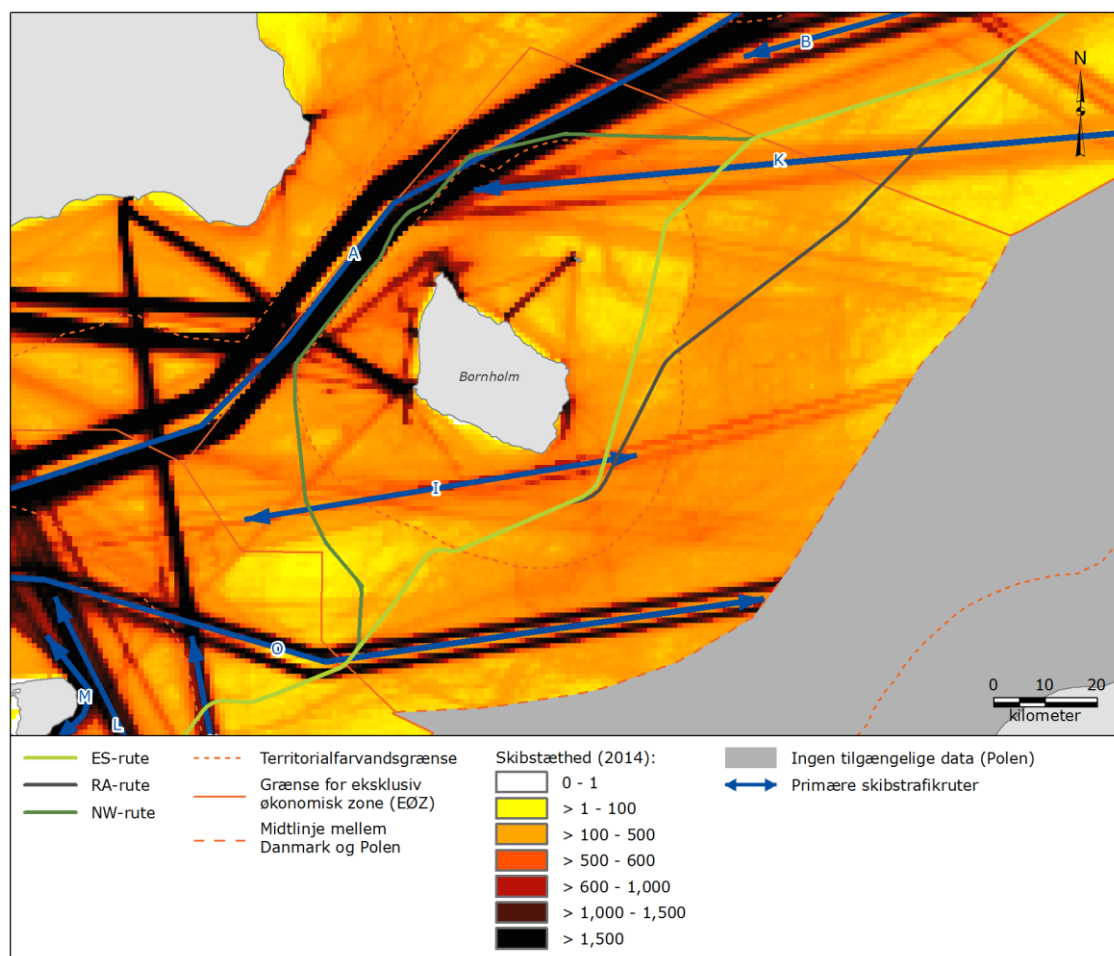 B
N
K
A
Bornholm
I
O
M
L
0 10 20
kilometer
ES-rute
RA-rute
NW-rute
Territorialfarvandsgrænse
Grænse for eksklusiv
økonomisk zone (EØZ)
Midtlinje mellem
Danmark og Polen
Skibstæthed (2014):
0 - 1
> 1 - 100
> 100 - 500
> 500 - 600
> 600 - 1,000
> 1,000 - 1,500
> 1,500
Ingen tilgængelige data (Polen)
Primære skibstrafikruter